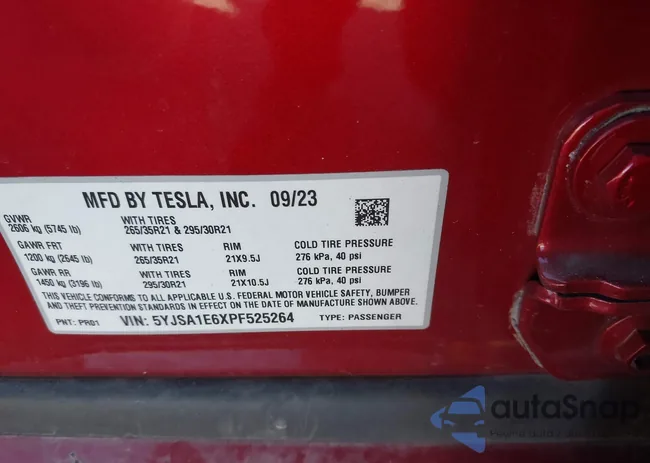 MFD BY TESLA, INC. 09/23
GVWR
2606 kg (5745 lb)
WITH TIRES
265/35R21 & 295/30R21
GAWR FRT
1200 kg (2645 lb)
WITH TIRES
265/35R21
RIM
21X9.5J
COLD TIRE PRESSURE
276 kPa, 40 psi
GAWR RR
1450 kg (3196 lb)
WITH TIRES
295/30R21
RIM
21X10.5J
COLD TIRE PRESSURE
276 kPa, 40 psi
THIS VEHICLE CONFORMS TO ALL APPLICABLE U.S. FEDERAL MOTOR VEHICLE SAFETY, BUMPER
AND THEFT PREVENTION STANDARDS IN EFFECT ON THE DATE OF MANUFACTURE SHOWN ABOVE.
PNT: PR01 VIN: 5YJSA1E6XPF525264 TYPE: PASSENGER
autaSnap